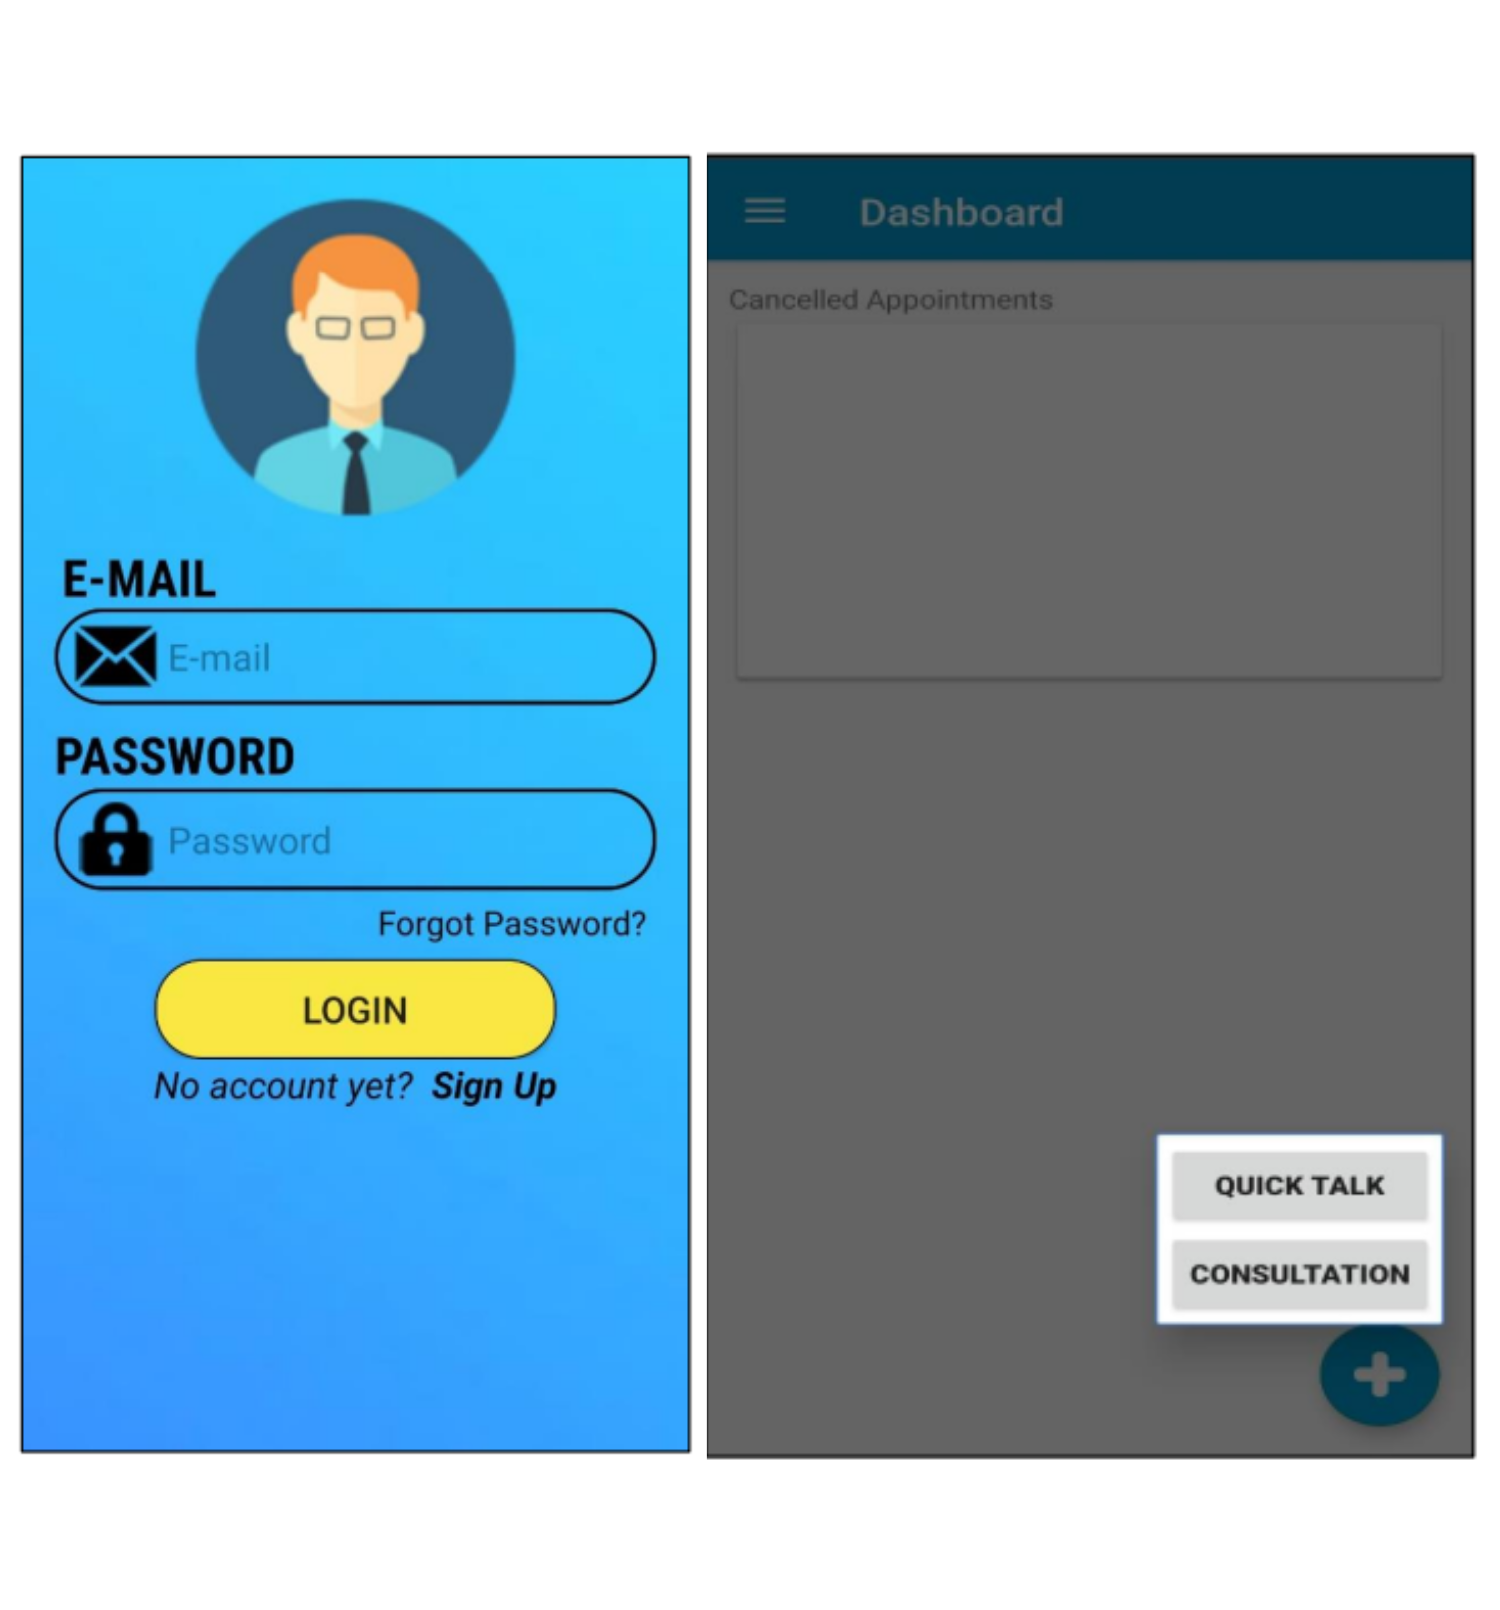 E-MAIL
E-mail
PASSWORD
Password
Forgot Password?
LOGIN
No account yet? Sign Up
Dashboard
Cancelled Appointments
QUICK TALK
CONSULTATION